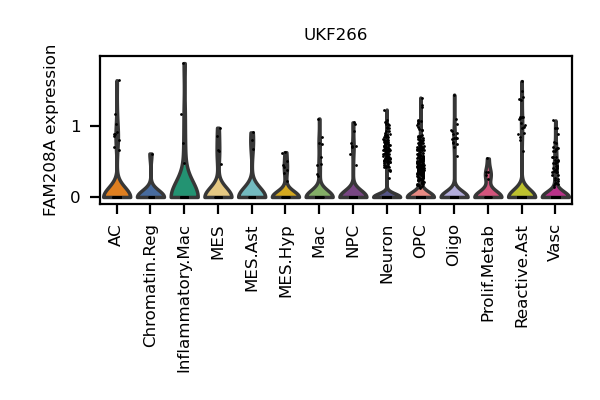 UKF266
FAM208A expression
1
0
AC
Chromatin.Reg
Inflammatory.Mac
MES
MES.Ast
MES.Hyp
Mac
NPC
Neuron
OPC
Oligo
Prolif.Metab
Reactive.Ast
Vasc